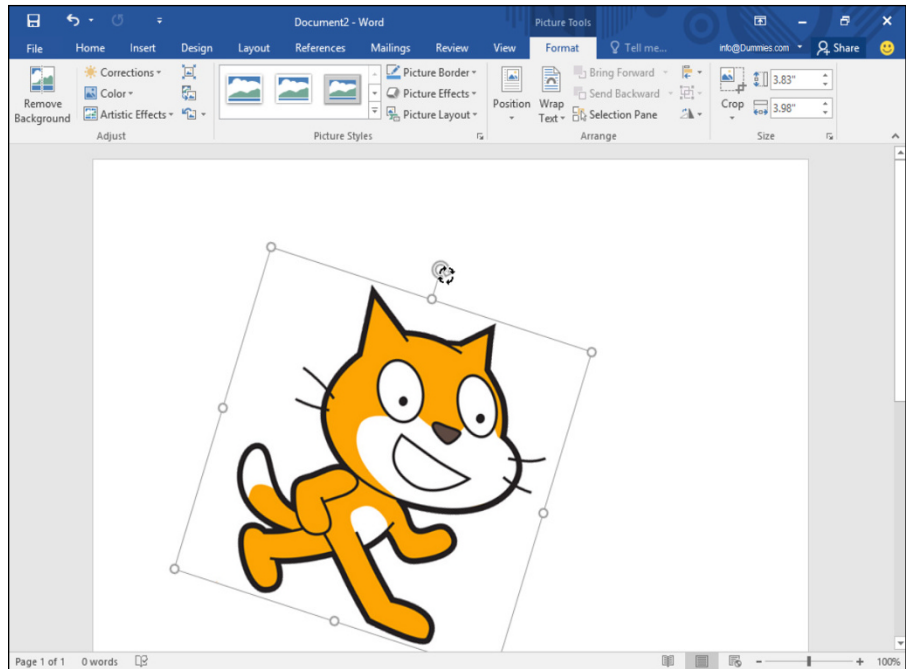 Document2 - Word
Picture Tools
File Home Insert Design Layout References Mailings Review View Format Tell me... info@Dummies.com Share
Remove Background
Corrections
Color
Artistic Effects
Adjust
Picture Styles
Picture Border
Picture Effects
Picture Layout
Position
Wrap Text
Bring Forward
Send Backward
Selection Pane
Arrange
Crop
3.83"
3.98"
Size
Page 1 of 1 0 words 100%